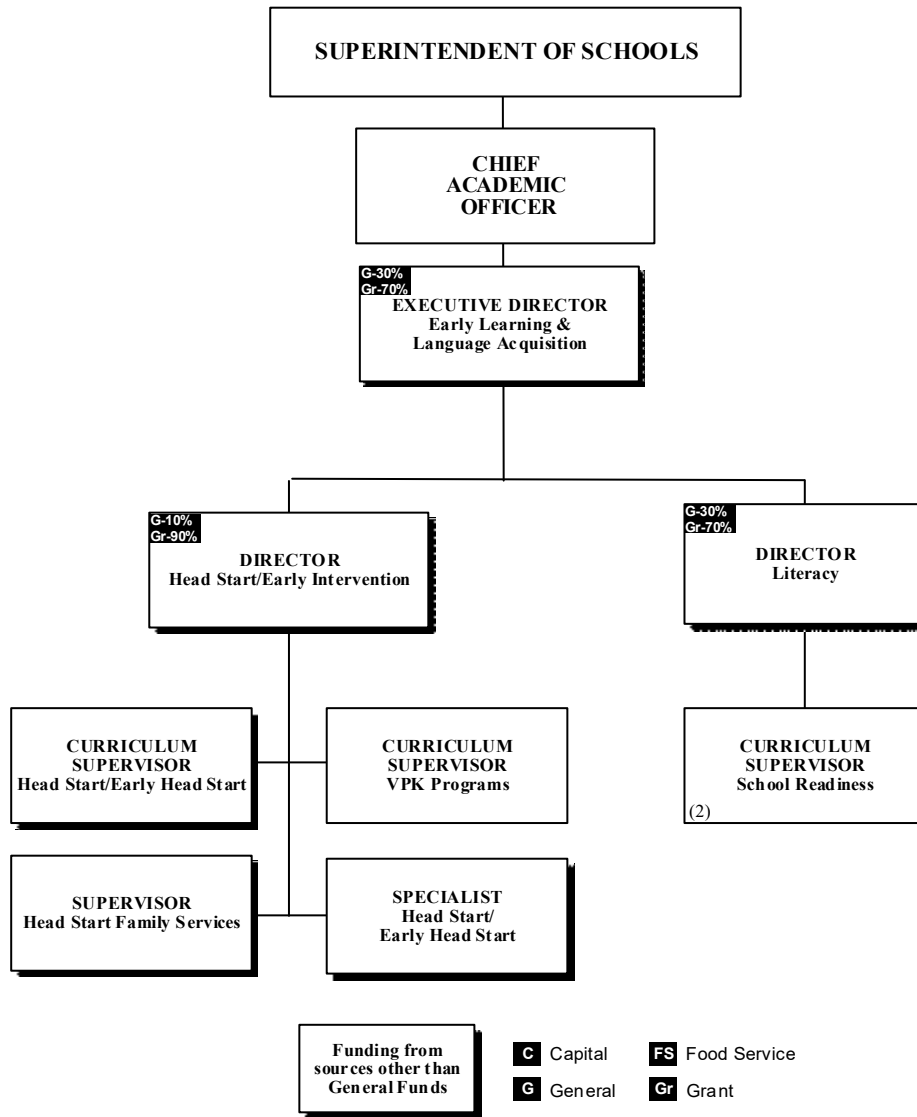 SUPERINTENDENT OF SCHOOLS
CHIEF
ACADEMIC
OFFICER
G-30%
Gr-70%
EXECUTIVE DIRECTOR
Early Learning &
Language Acquisition
G-10%
Gr-90%
DIRECTOR
Head Start/Early Intervention
G-30%
Gr-70%
DIRECTOR
Literacy
CURRICULUM
SUPERVISOR
Head Start/Early Head Start
CURRICULUM
SUPERVISOR
VPK Programs
CURRICULUM
SUPERVISOR
School Readiness
(2)
SUPERVISOR
Head Start Family Services
SPECIALIST
Head Start/
Early Head Start
Funding from
sources other than
General Funds
C Capital
FS Food Service
G General
Gr Grant